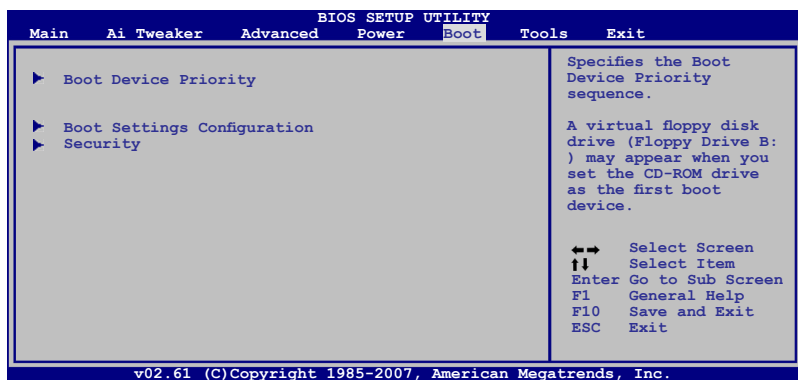 BIOS SETUP UTILITY
Main Ai Tweaker Advanced Power Boot Tools Exit
Boot Device Priority
Boot Settings Configuration
Security
Specifies the Boot
Device Priority
sequence.
A virtual floppy disk
drive (Floppy Drive B:
) may appear when you
set the CD-ROM drive
as the first boot
device.
←→ Select Screen
↑↓ Select Item
Enter Go to Sub Screen
F1 General Help
F10 Save and Exit
ESC Exit
v02.61 (C)Copyright 1985-2007, American Megatrends, Inc.